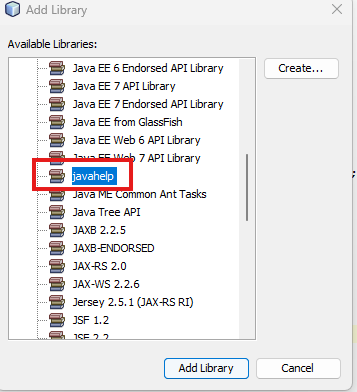 Add Library
Available Libraries:
Java EE 6 Endorsed API Library
Java EE 7 API Library
Java EE 7 Endorsed API Library
Java EE from GlassFish
Java EE Web 6 API Library
Java EE Web 7 API Library
javahelp
Java ME Common Ant Tasks
Java Tree API
JAXB 2.2.5
JAXB-ENDORSED
JAX-RS 2.0
JAX-WS 2.2.6
Jersey 2.5.1 (JAX-RS RI)
JSF 1.2
JSF 2.2
Create...
Add Library
Cancel